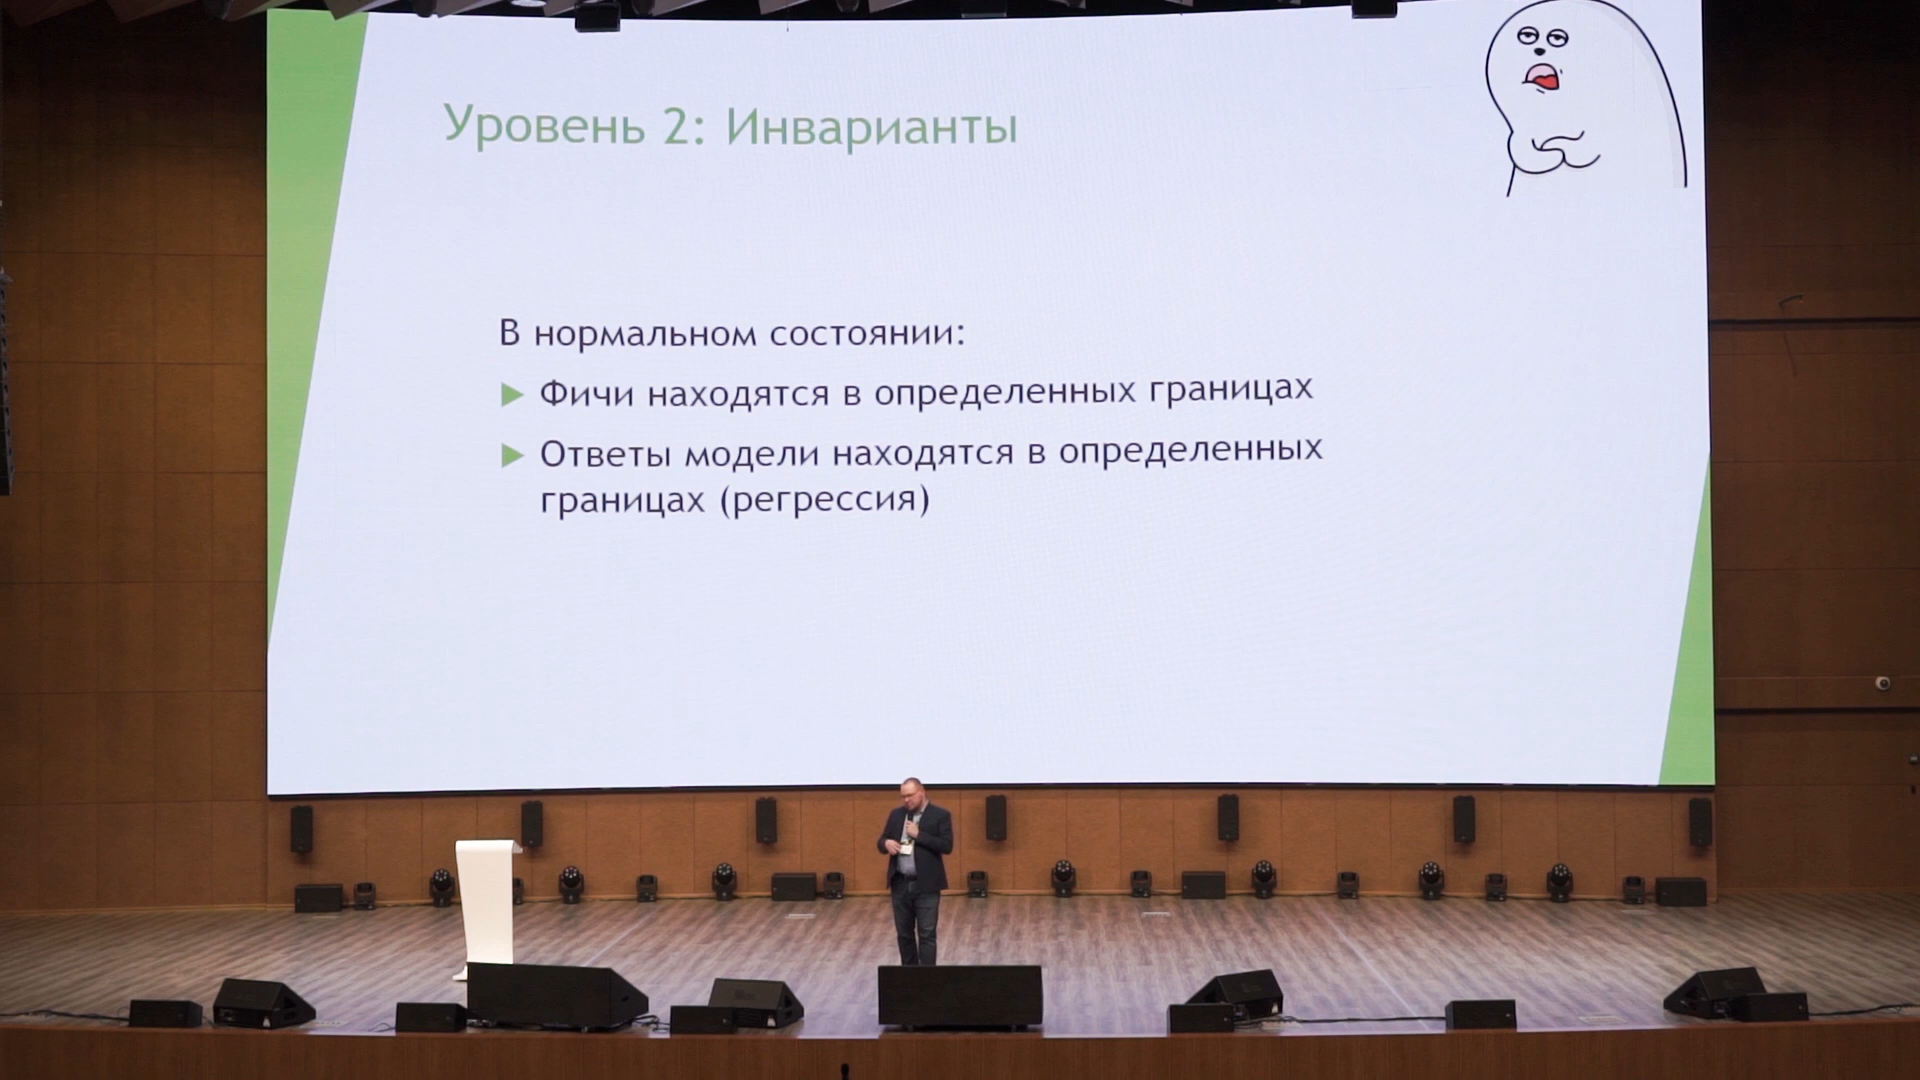 Уровень 2: Инварианты
В нормальном состоянии:
Фичи находятся в определенных границах
Ответы модели находятся в определенных
границах (регрессия)